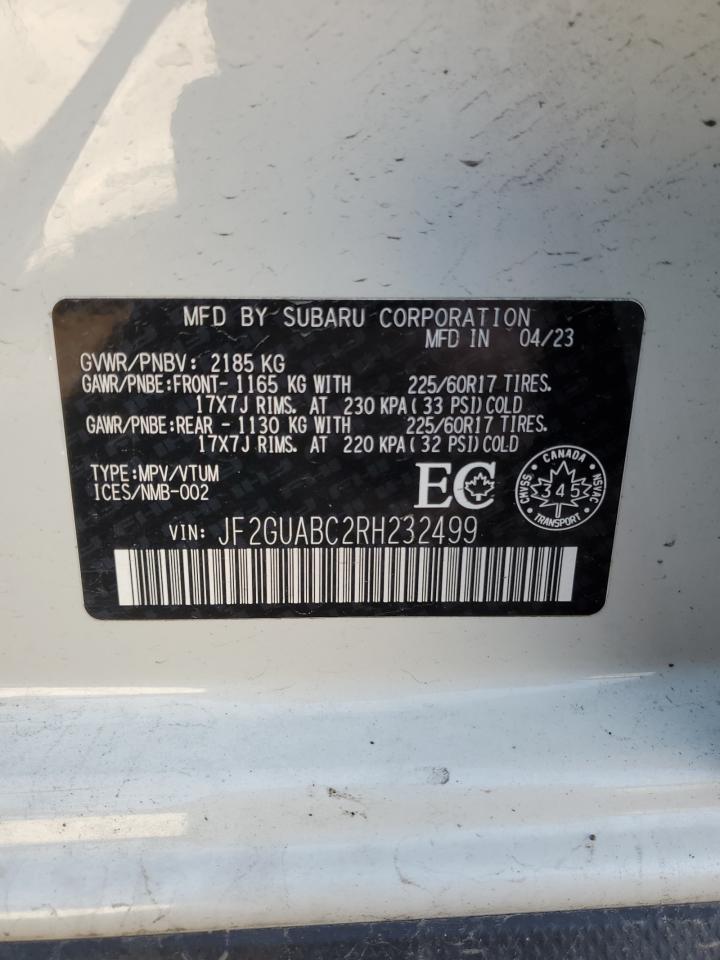 MFD BY SUBARU CORPORATION
MFD IN 04/23
GVWR/PNBV: 2185 KG
GAWR/PNBE:FRONT- 1165 KG WITH 225/60R17 TIRES.
17X7J RIMS. AT 230 KPA(33 PSI)COLD
GAWR/PNBE:REAR - 1130 KG WITH 225/60R17 TIRES.
17X7J RIMS. AT 220 KPA(32 PSI)COLD
TYPE:MPV/VTUM
ICES/NMB-002
EC
CANADA
CMVSS 345 NSVAC
TRANSPORT
VIN: JF2GUABC2RH232499